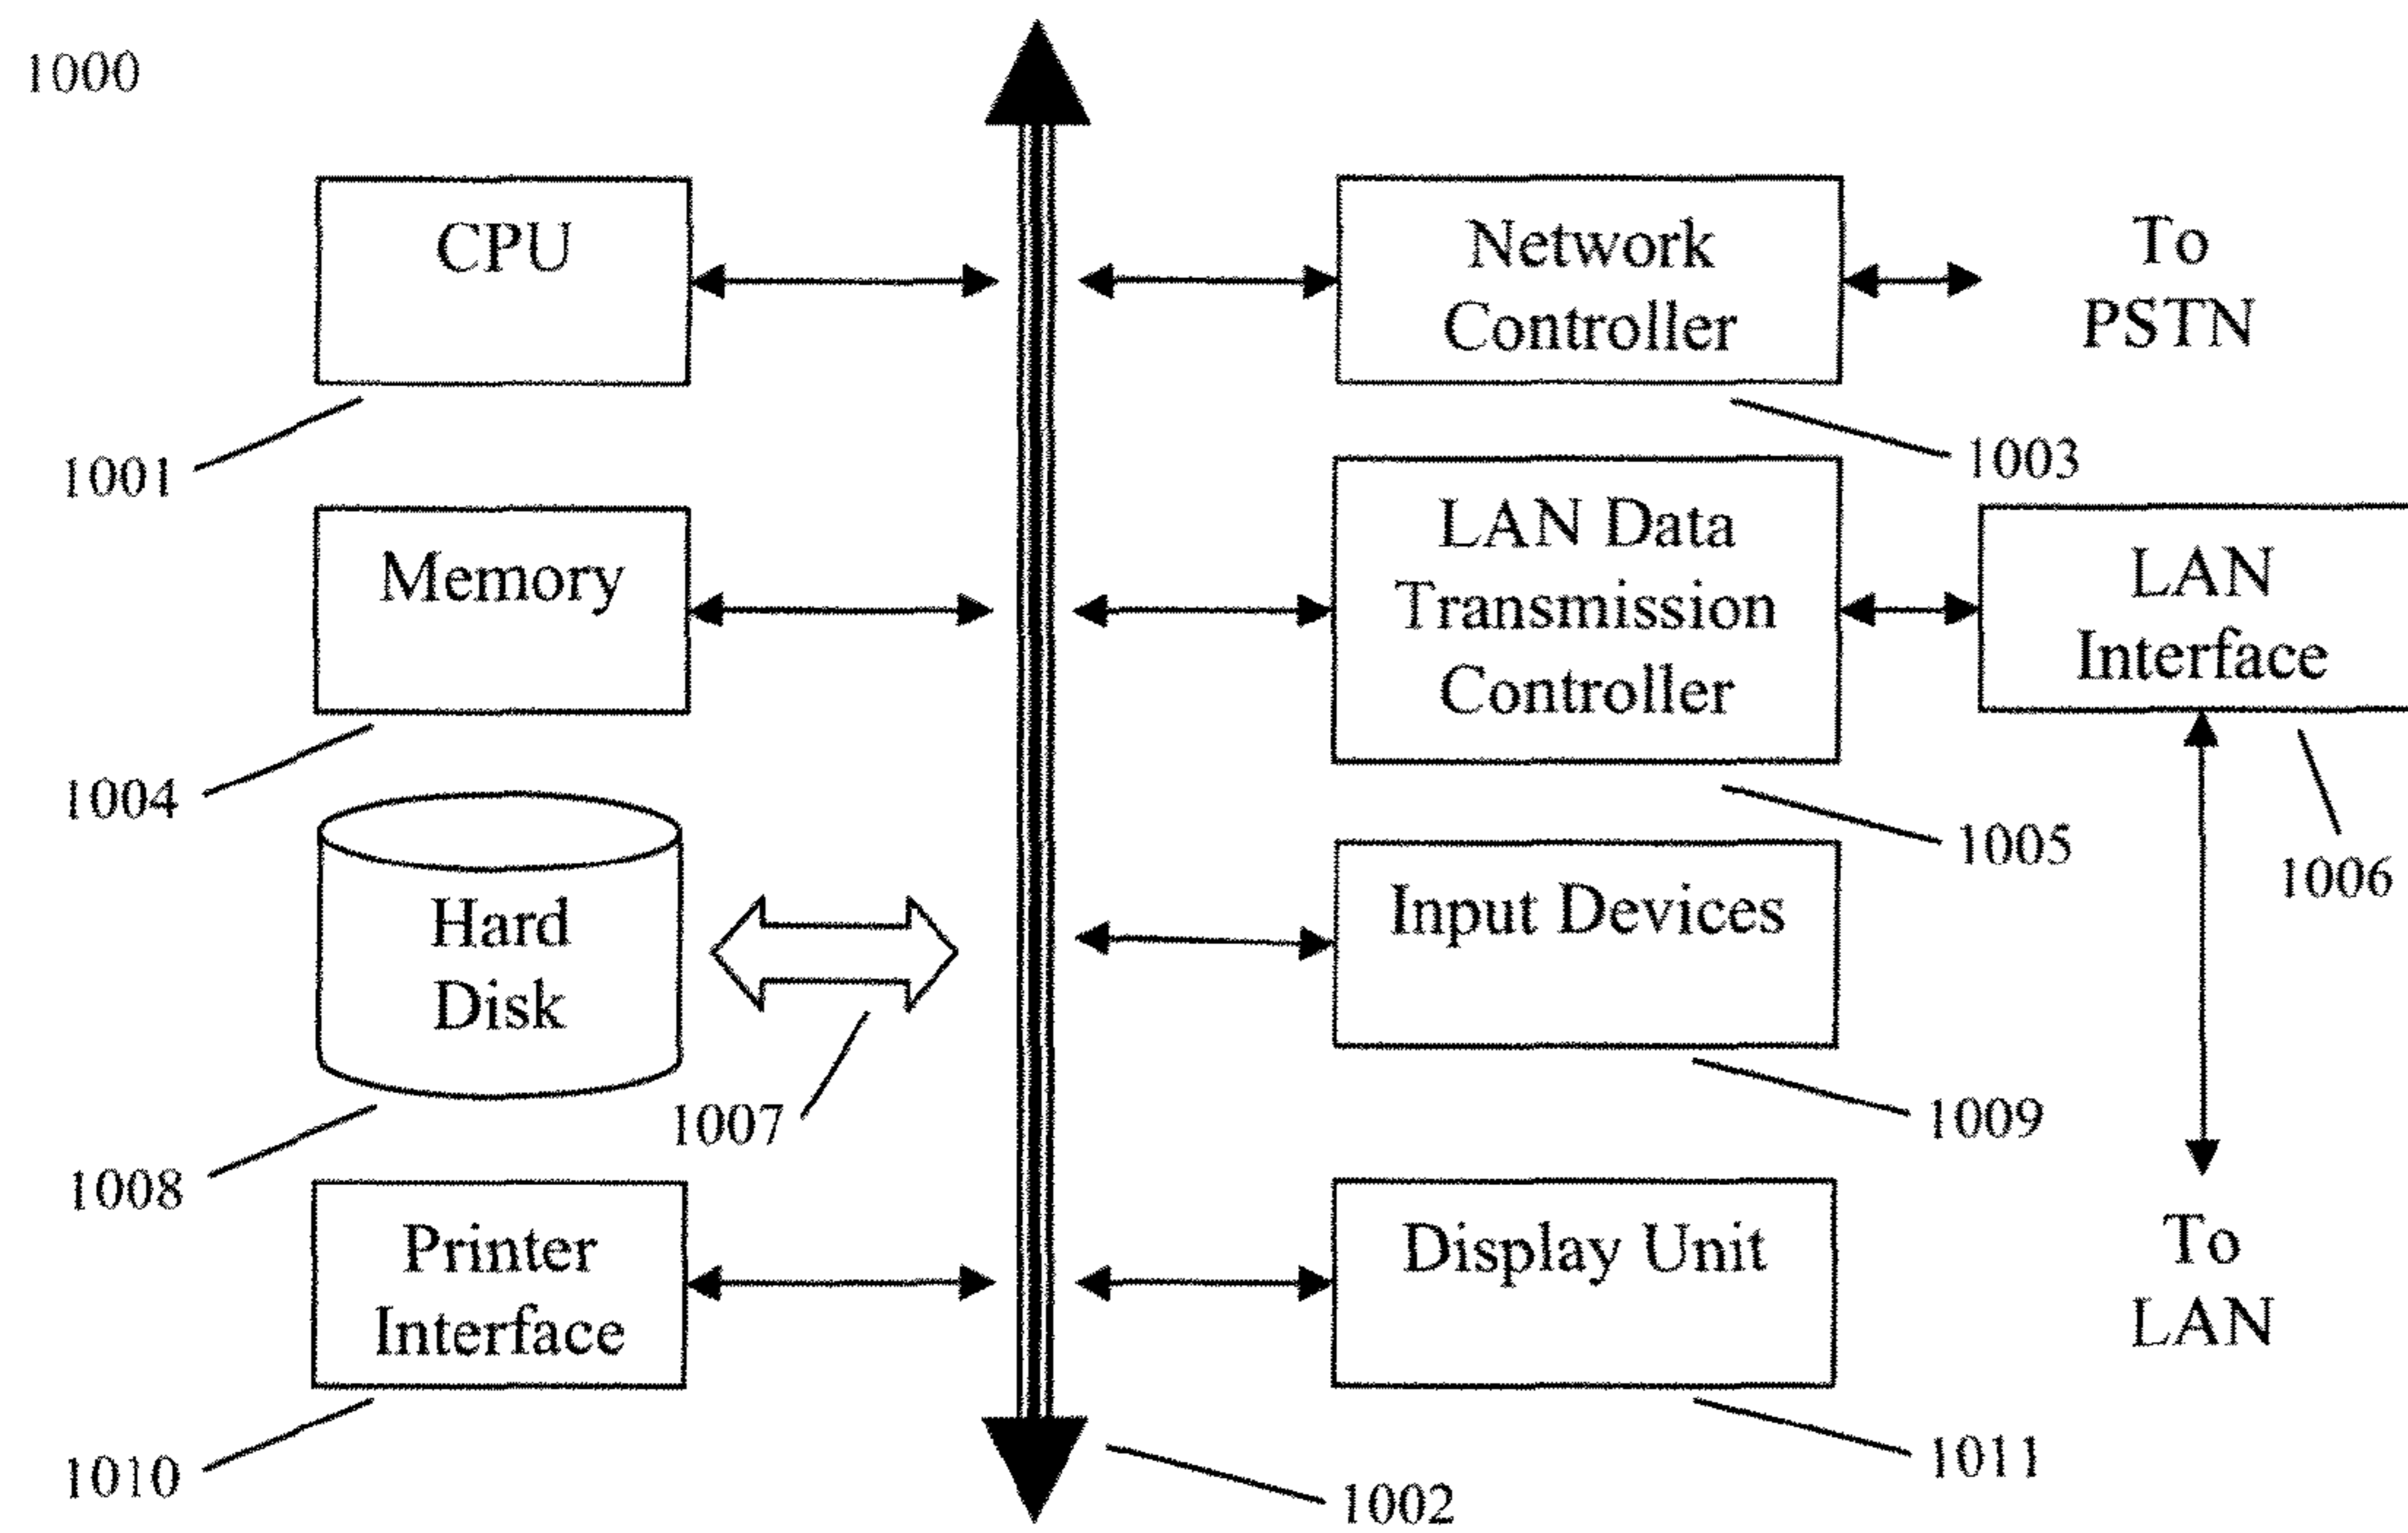 1000
CPU
Network
Controller
To
PSTN
1001
1003
Memory
LAN Data
Transmission
Controller
LAN
Interface
1004
1005
1006
Hard
Disk
1007
Input Devices
1008
1009
Printer
Interface
Display Unit
To
LAN
1010
1011
1002